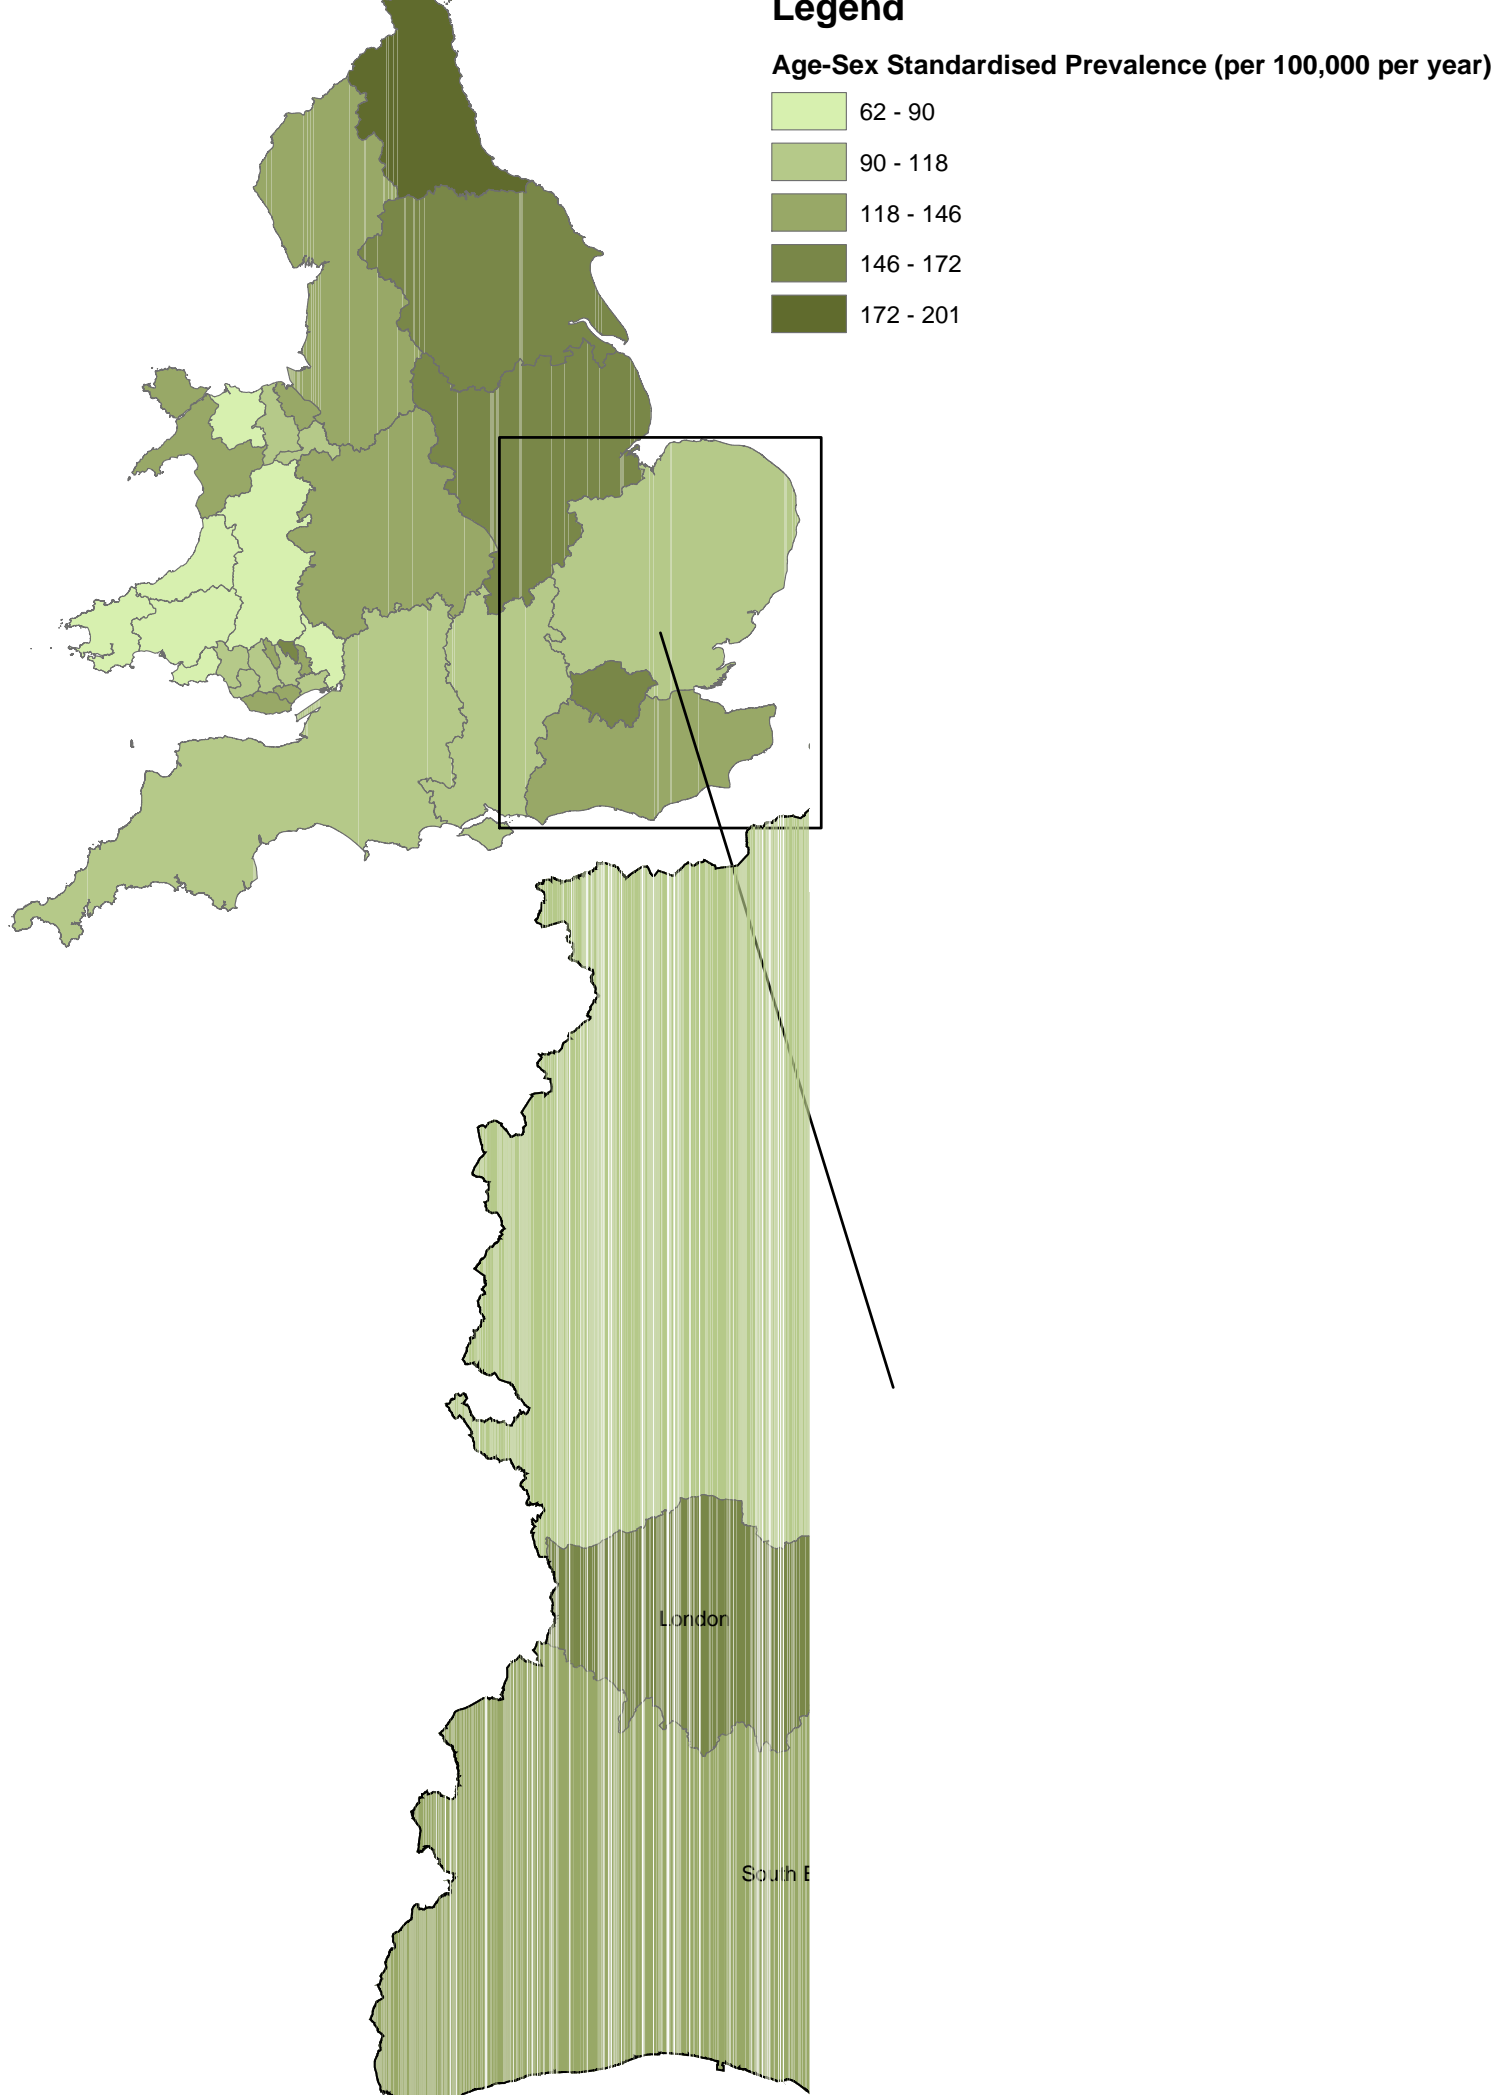 Legend
Age-Sex Standardised Prevalence (per 100,000 per year)
62 - 90
90 - 118
118 - 146
146 - 172
172 - 201
London
South E